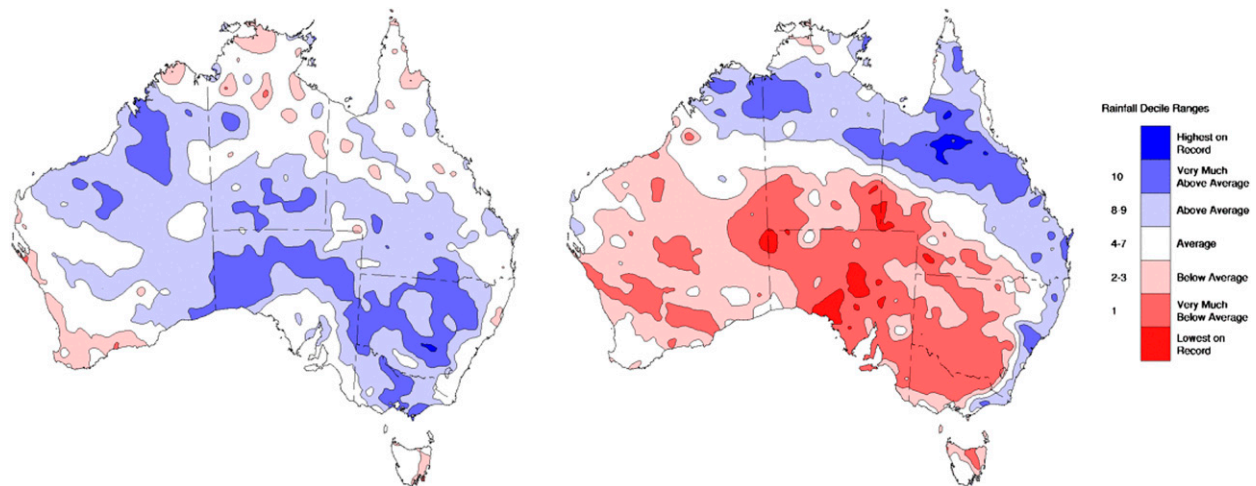 Rainfall Decile Ranges
Highest on
Record
10
Very Much
Above Average
8-9
Above Average
4-7
Average
2-3
Below Average
1
Very Much
Below Average
Lowest on
Record